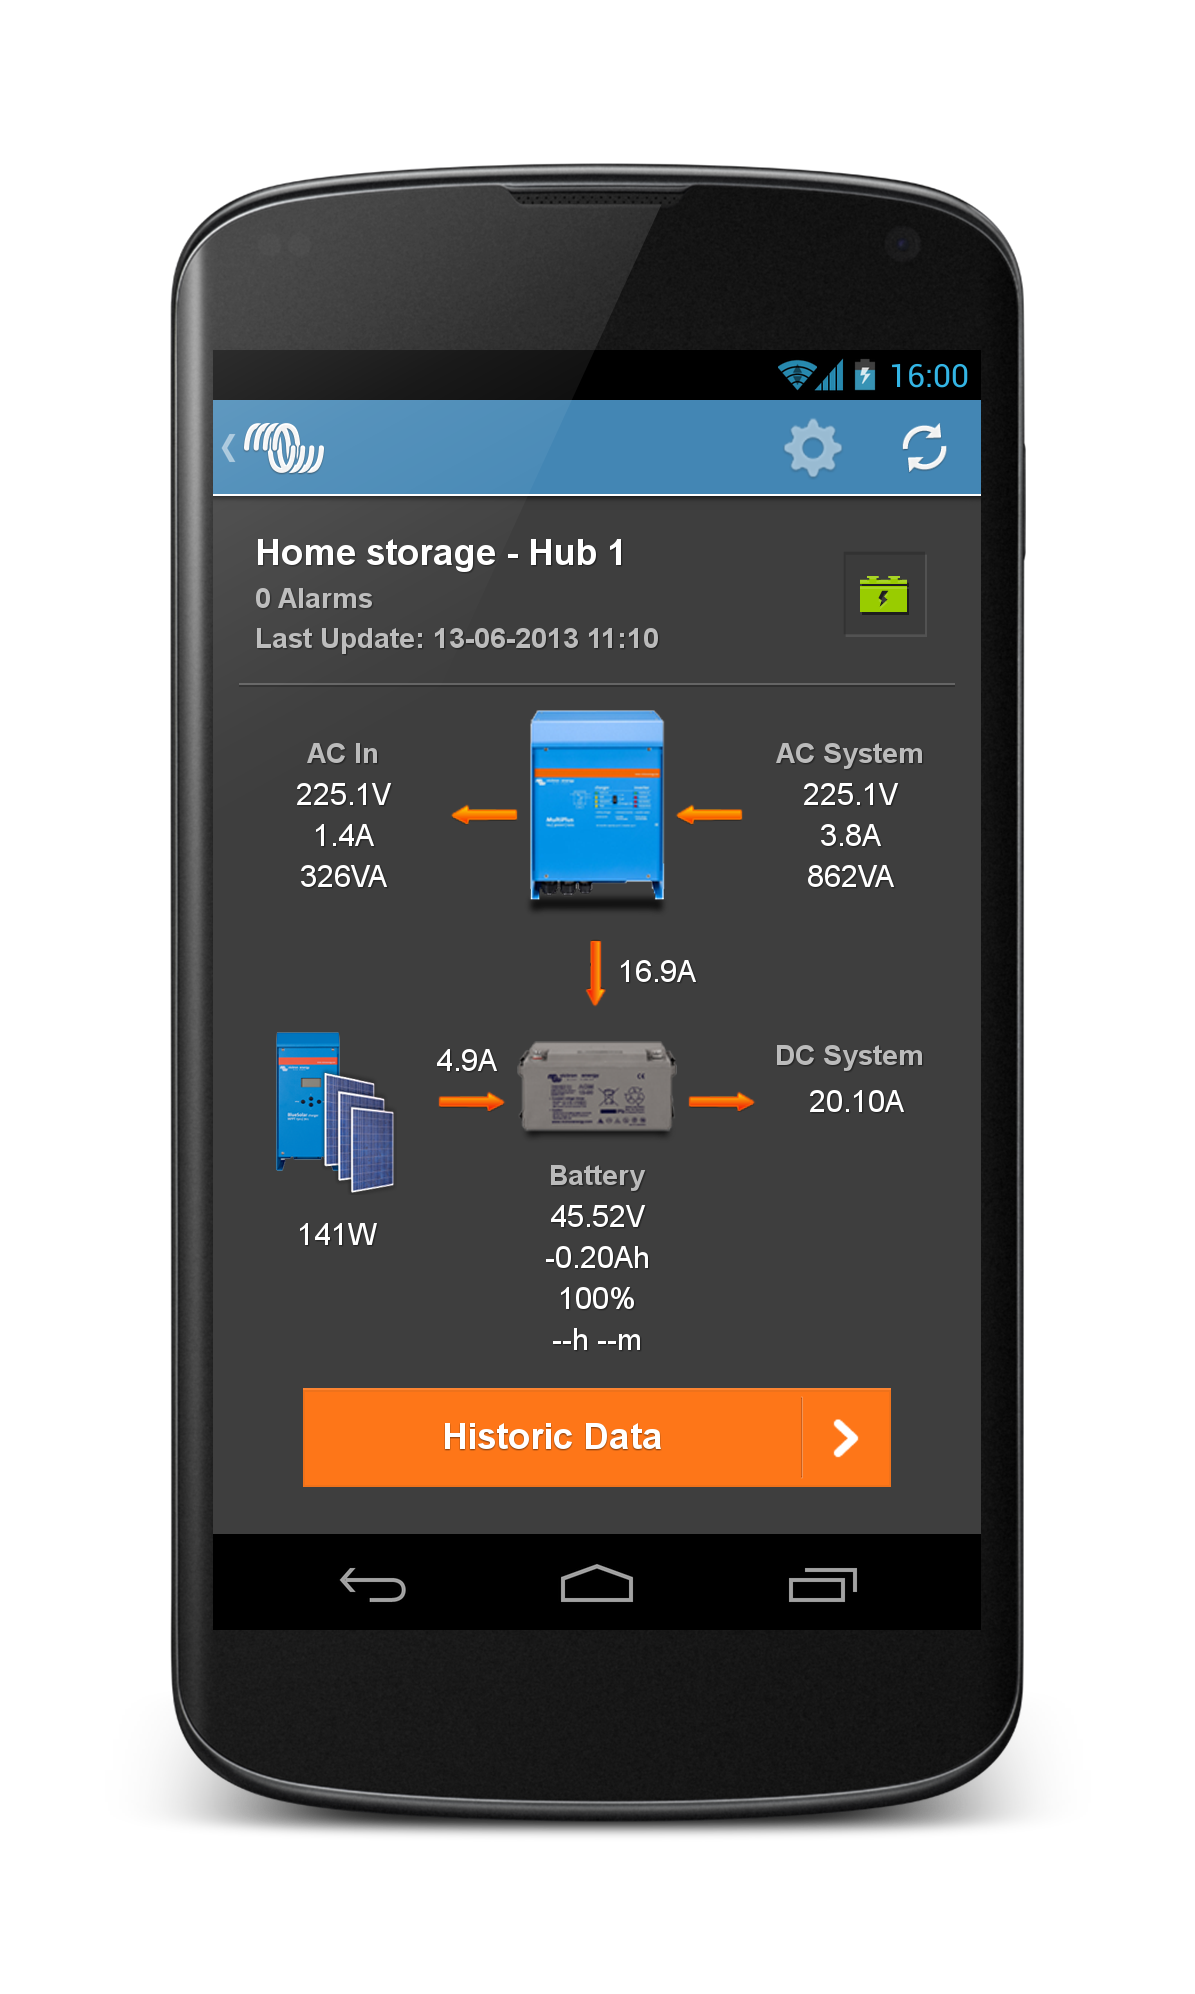 16:00
Home storage - Hub 1
0 Alarms
Last Update: 13-06-2013 11:10
AC In
225.1V
1.4A
326VA
MultiPlus
AC System
225.1V
3.8A
862VA
16.9A
4.9A
DC System
20.10A
141W
Battery
45.52V
-0.20Ah
100%
--h --m
Historic Data